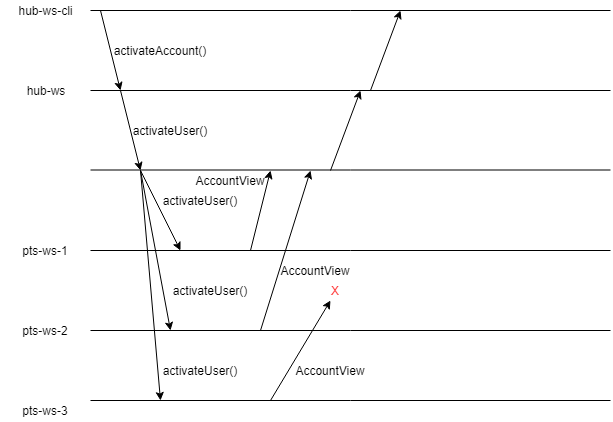 hub-ws-cli
activateAccount()
hub-ws
activateUser()
AccountView
activateUser()
pts-ws-1
AccountView
activateUser()
X
pts-ws-2
activateUser()
AccountView
pts-ws-3